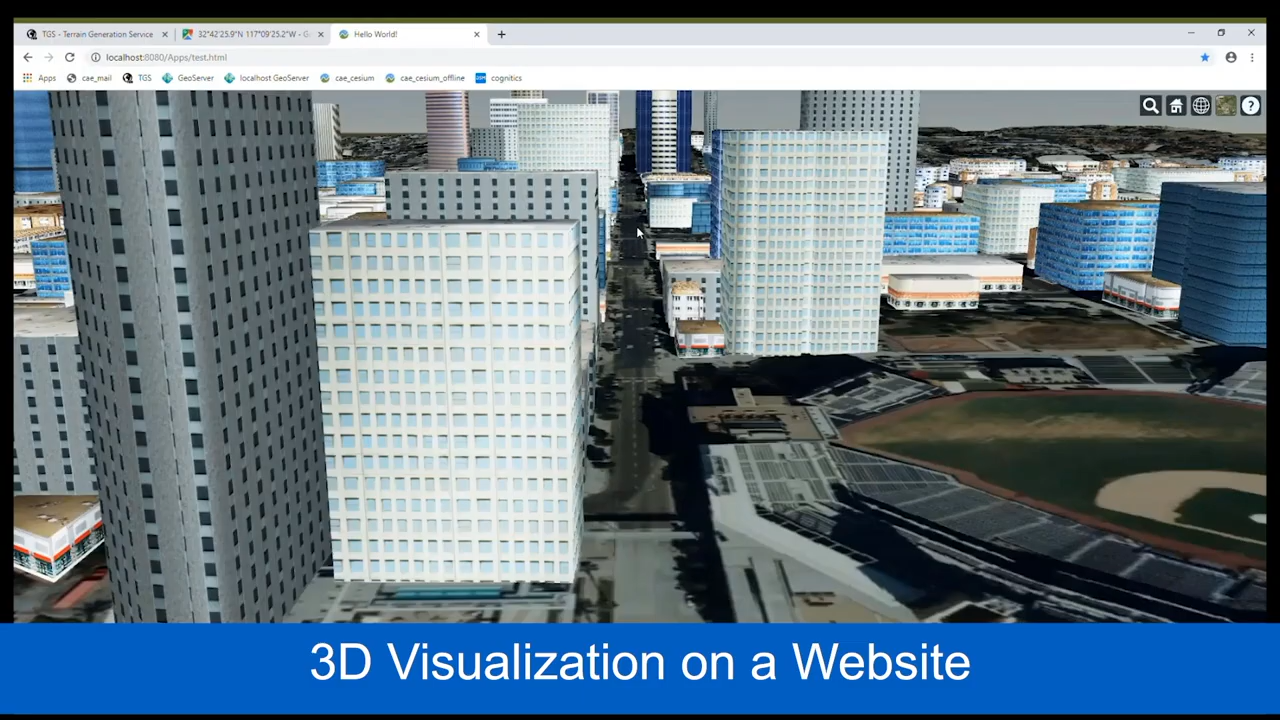 TGS - Terrain Generation Service
32°42'25.9"N 117°09'25.2"W - G
Hello World!
localhost:8080/Apps/test.html
Apps
cae_mail
TGS
GeoServer
localhost GeoServer
cae_cesium
cae_cesium_offline
cognitics
3D Visualization on a Website